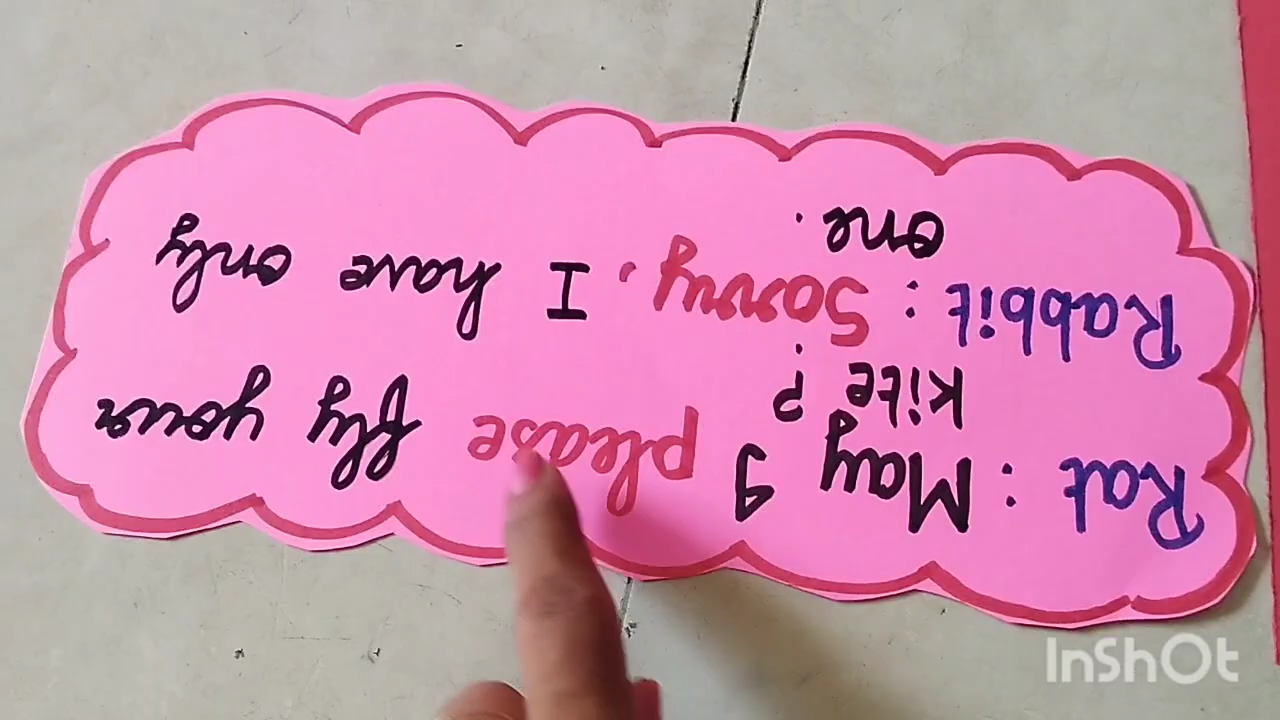 Rat : May I please fly your
kite ?
Rabbit : Sorry, I have only
one.
InShOt